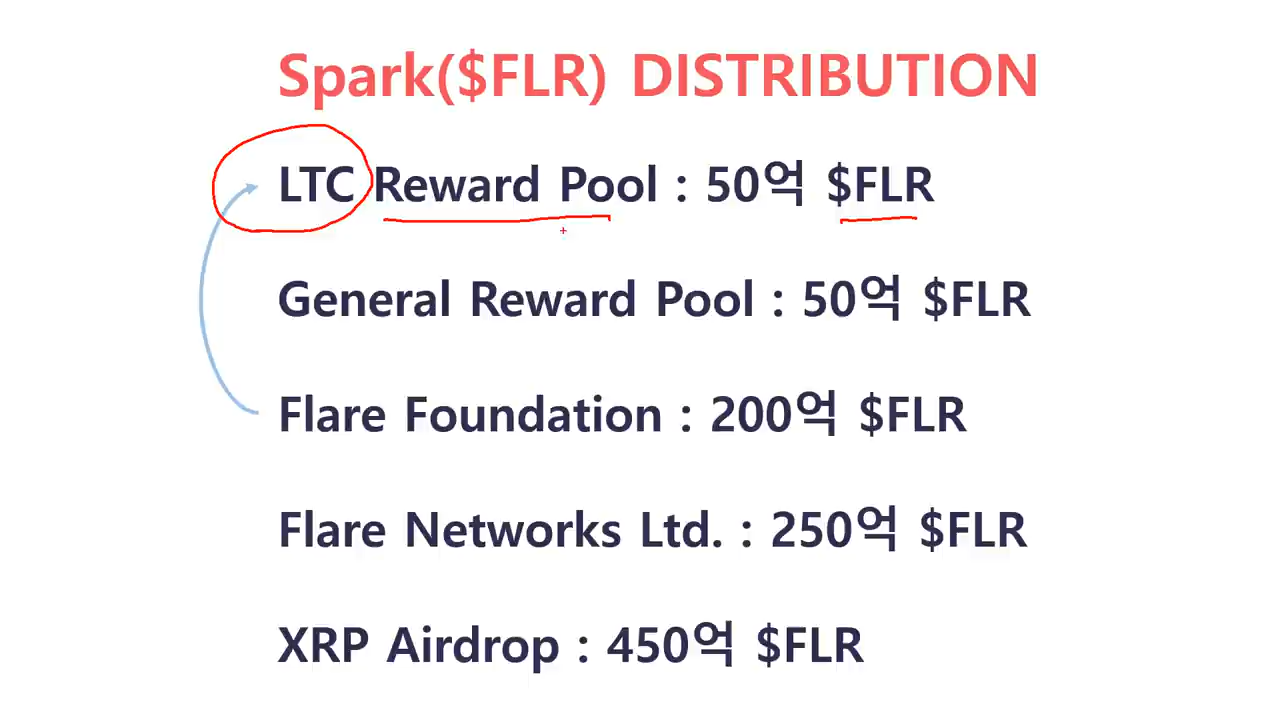 Spark($FLR) DISTRIBUTION
LTC Reward Pool : 50억 $FLR
General Reward Pool : 50억 $FLR
Flare Foundation : 200억 $FLR
Flare Networks Ltd. : 250억 $FLR
XRP Airdrop : 450억 $FLR